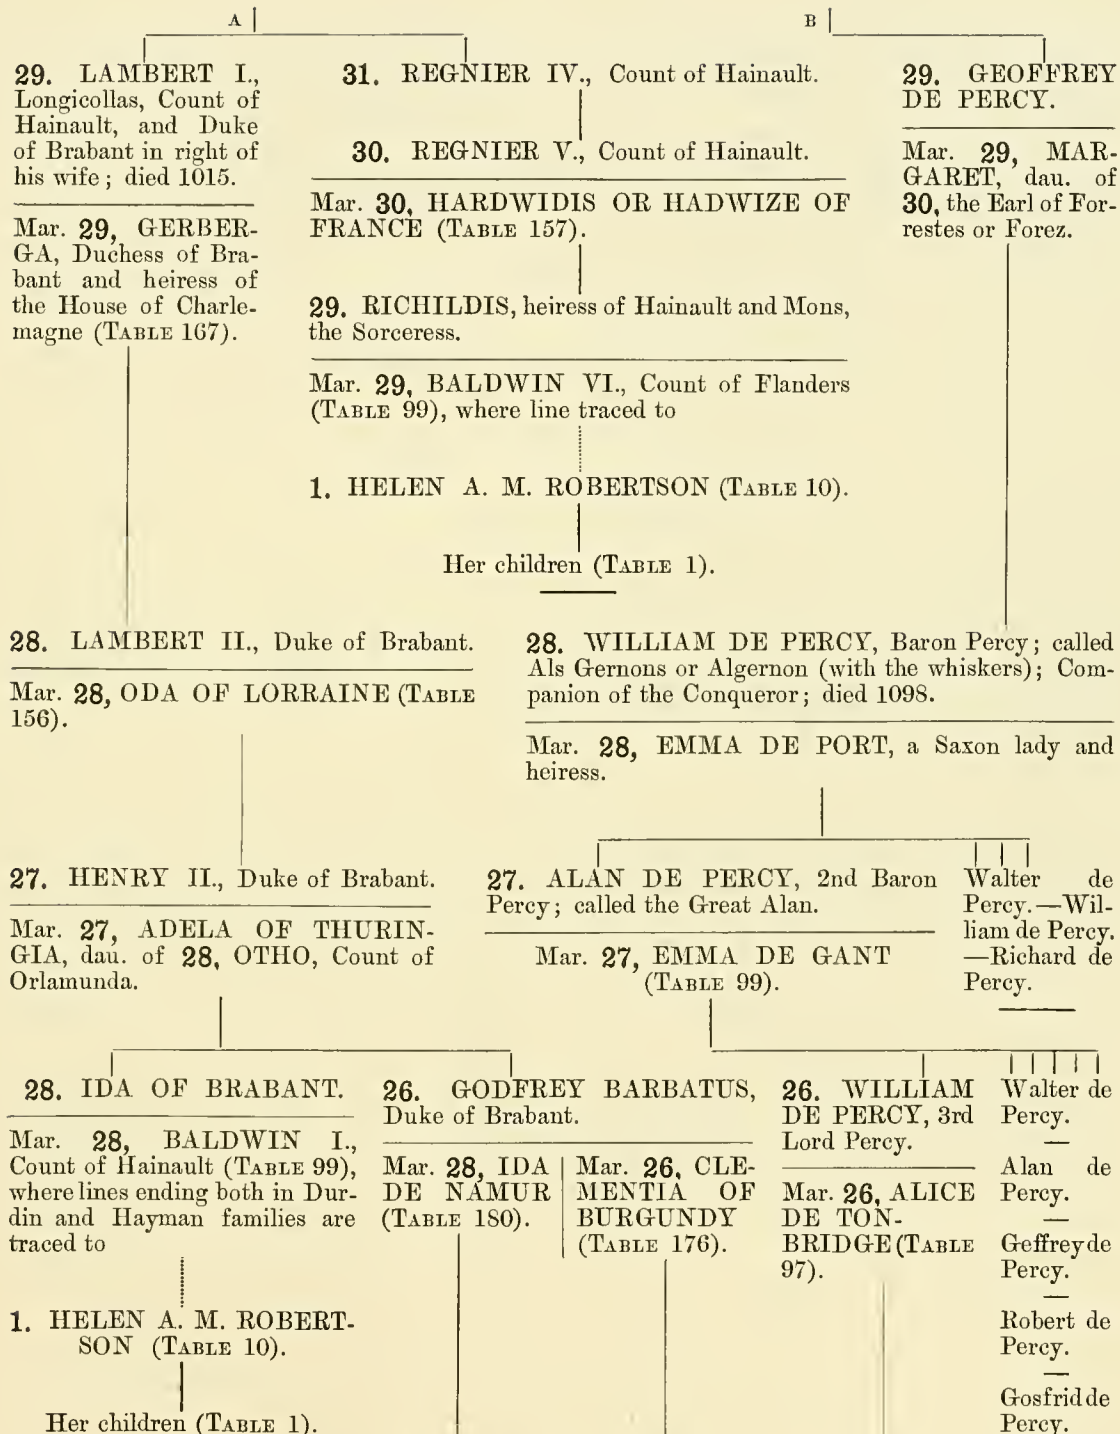 A B
29. LAMBERT I.,
Longicollas, Count of
Hainault, and Duke
of Brabant in right of
his wife; died 1015.
Mar. 29, GERBER-
GA, Duchess of Bra-
bant and heiress of
the House of Charle-
magne (TABLE 167).
31. REGNIER IV., Count of Hainault.
30. REGNIER V., Count of Hainault.
Mar. 30, HARDWIDIS OR HADWIZE OF
FRANCE (TABLE 157).
29. RICHILDIS, heiress of Hainault and Mons,
the Sorceress.
Mar. 29, BALDWIN VI., Count of Flanders
(TABLE 99), where line traced to
1. HELEN A. M. ROBERTSON (TABLE 10).
Her children (TABLE 1).
29. GEOFFREY
DE PERCY.
Mar. 29, MAR-
GARET, dau. of
30, the Earl of For-
restes or Forez.
28. LAMBERT II., Duke of Brabant.
Mar. 28, ODA OF LORRAINE (TABLE
156).
28. WILLIAM DE PERCY, Baron Percy; called
Als Gernons or Algernon (with the whiskers); Com-
panion of the Conqueror; died 1098.
Mar. 28, EMMA DE PORT, a Saxon lady and
heiress.
27. HENRY II., Duke of Brabant.
Mar. 27, ADELA OF THURIN-
GIA, dau. of 28, OTHO, Count of
Orlamunda.
27. ALAN DE PERCY, 2nd Baron
Percy; called the Great Alan.
Mar. 27, EMMA DE GANT
(TABLE 99).
Walter de
Percy.—Wil-
liam de Percy.
—Richard de
Percy.
28. IDA OF BRABANT.
Mar. 28, BALDWIN I.,
Count of Hainault (TABLE 99),
where lines ending both in Dur-
din and Hayman families are
traced to
1. HELEN A. M. ROBERT-
SON (TABLE 10).
Her children (TABLE 1).
26. GODFREY BARBATUS,
Duke of Brabant.
Mar. 28, IDA
DE NAMUR
(TABLE 180).
Mar. 26, CLE-
MENTIA OF
BURGUNDY
(TABLE 176).
26. WILLIAM
DE PERCY, 3rd
Lord Percy.
Mar. 26, ALICE
DE TON-
BRIDGE (TABLE
97).
Walter de
Percy.
—
Alan de
Percy.
—
Geffrey de
Percy.
—
Robert de
Percy.
—
Gosfrid de
Percy.